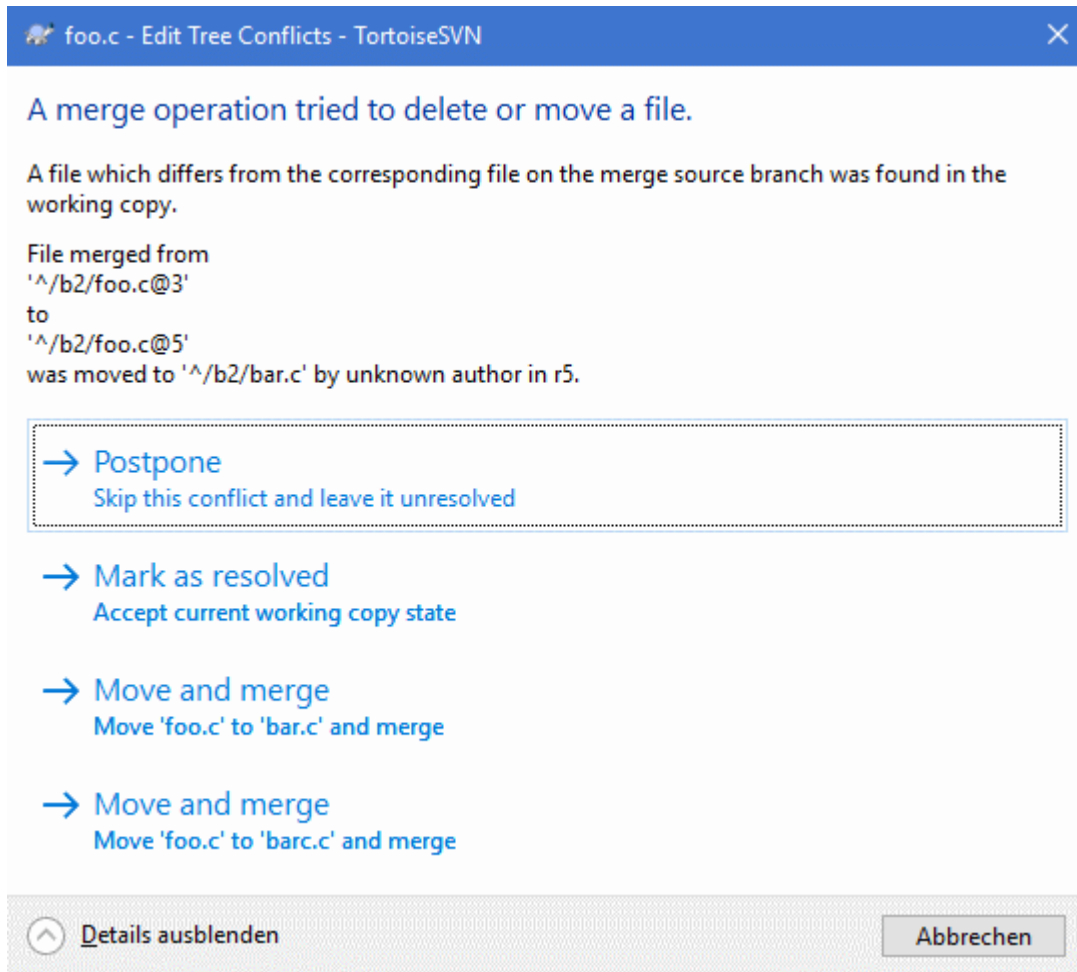 foo.c - Edit Tree Conflicts - TortoiseSVN
A merge operation tried to delete or move a file.
A file which differs from the corresponding file on the merge source branch was found in the
working copy.
File merged from
'^/b2/foo.c@3'
to
'^/b2/foo.c@5'
was moved to '^/b2/bar.c' by unknown author in r5.
Postpone
Skip this conflict and leave it unresolved
Mark as resolved
Accept current working copy state
Move and merge
Move 'foo.c' to 'bar.c' and merge
Move and merge
Move 'foo.c' to 'barc.c' and merge
Details ausblenden
Abbrechen